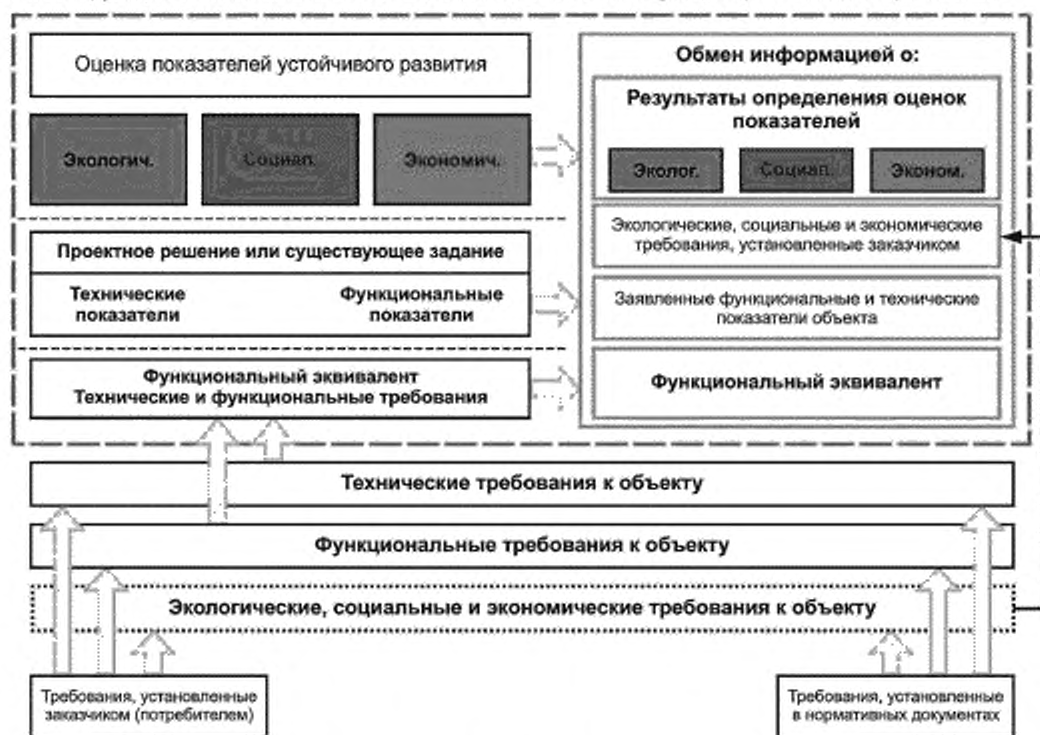 Оценка показателей устойчивого развития
Экологич.
Социал.
Экономич.
Проектное решение или существующее задание
Технические
показатели
Функциональные
показатели
Функциональный эквивалент
Технические и функциональные требования
Обмен информацией о:
Результаты определения оценок
показателей
Эколог.
Социал.
Эконом.
Экологические, социальные и экономические
требования, установленные заказчиком
Заявленные функциональные и технические
показатели объекта
Функциональный эквивалент
Технические требования к объекту
Функциональные требования к объекту
Экологические, социальные и экономические требования к объекту
Требования, установленные
заказчиком (потребителем)
Требования, установленные
в нормативных документах